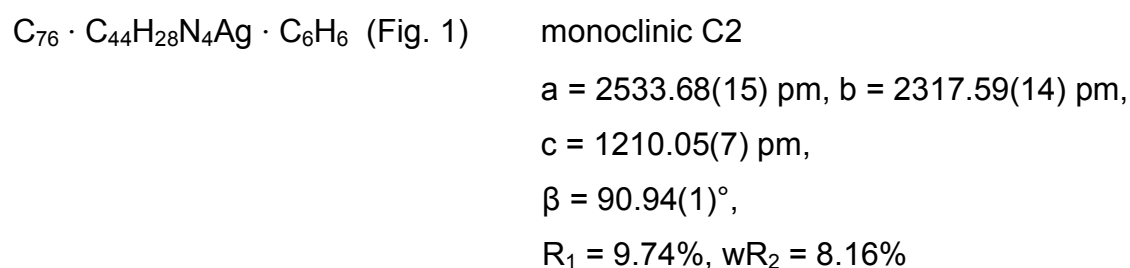 C₇₆ · C₄₄H₂₈N₄Ag · C₆H₆ (Fig. 1) monoclinic C2
a = 2533.68(15) pm, b = 2317.59(14) pm,
c = 1210.05(7) pm,
β = 90.94(1)°,
R₁ = 9.74%, wR₂ = 8.16%